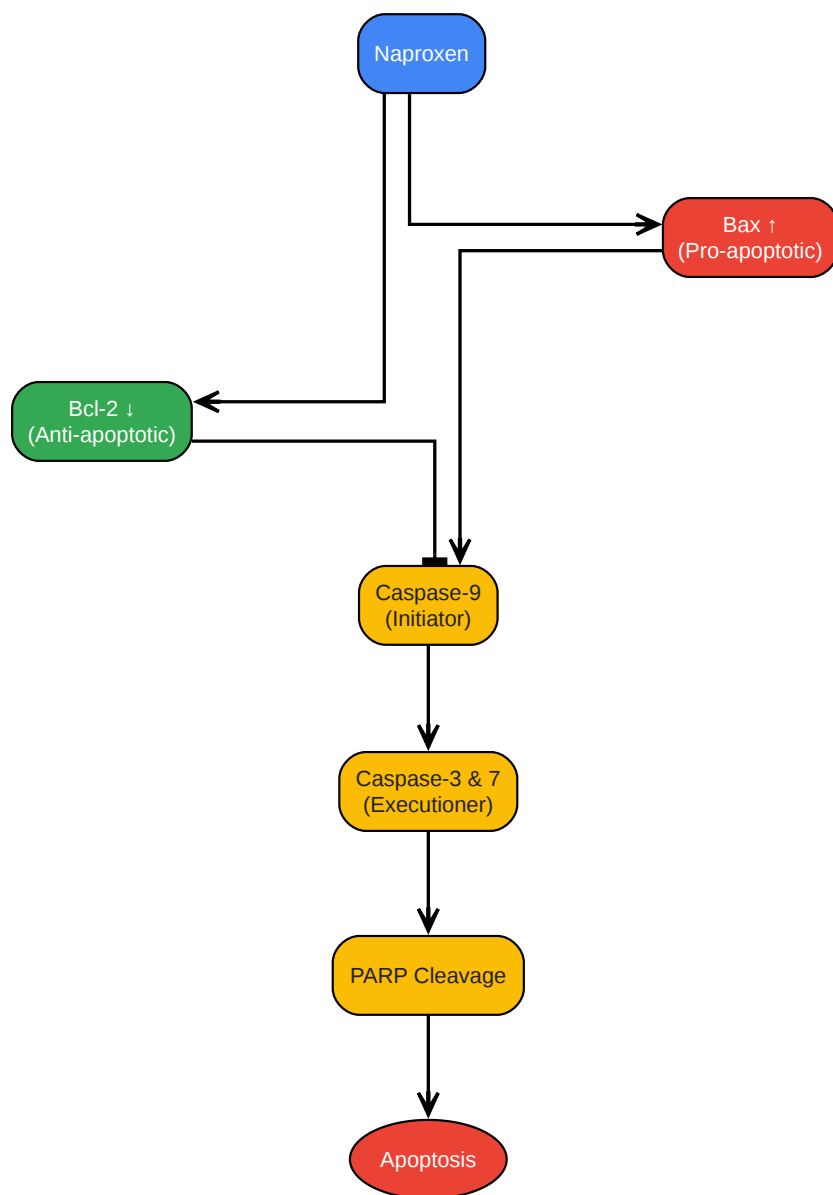 Naproxen
Bax ↑
(Pro-apoptotic)
Bcl-2 ↓
(Anti-apoptotic)
Caspase-9
(Initiator)
Caspase-3 & 7
(Executioner)
PARP Cleavage
Apoptosis